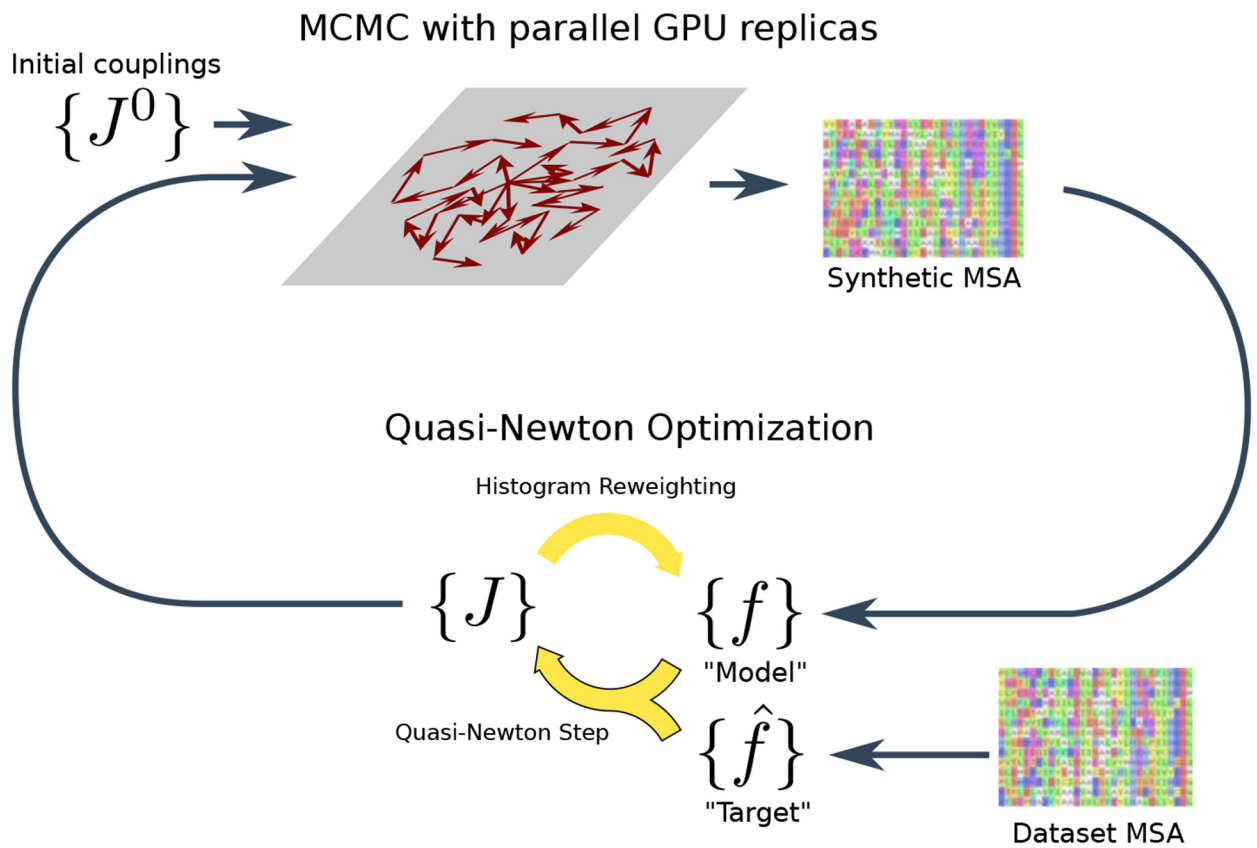 MCMC with parallel GPU replicas
Initial couplings
{J⁰}
Synthetic MSA
Quasi-Newton Optimization
Histogram Reweighting
{J}
{f}
"Model"
Quasi-Newton Step
{f̂}
"Target"
Dataset MSA